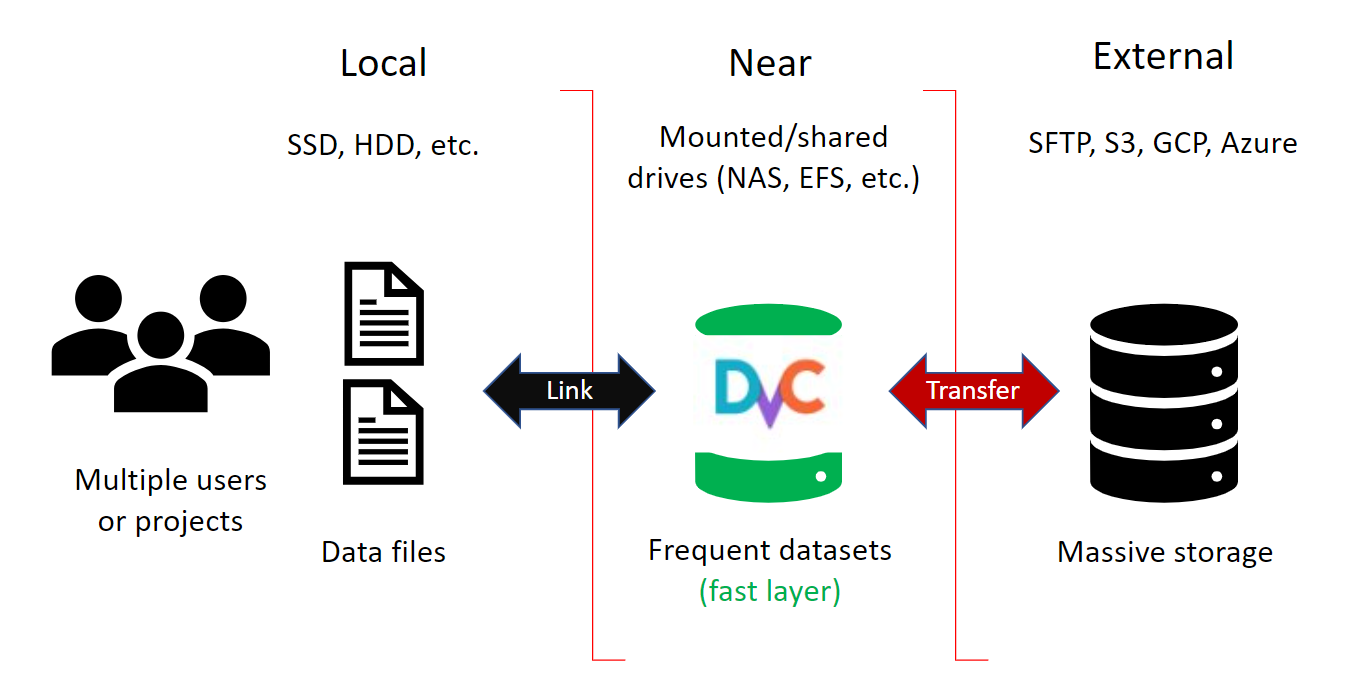 Local
Near
External
SSD, HDD, etc.
Mounted/shared
drives (NAS, EFS, etc.)
SFTP, S3, GCP, Azure
Link
DVC
Transfer
Multiple users
or projects
Data files
Frequent datasets
(fast layer)
Massive storage